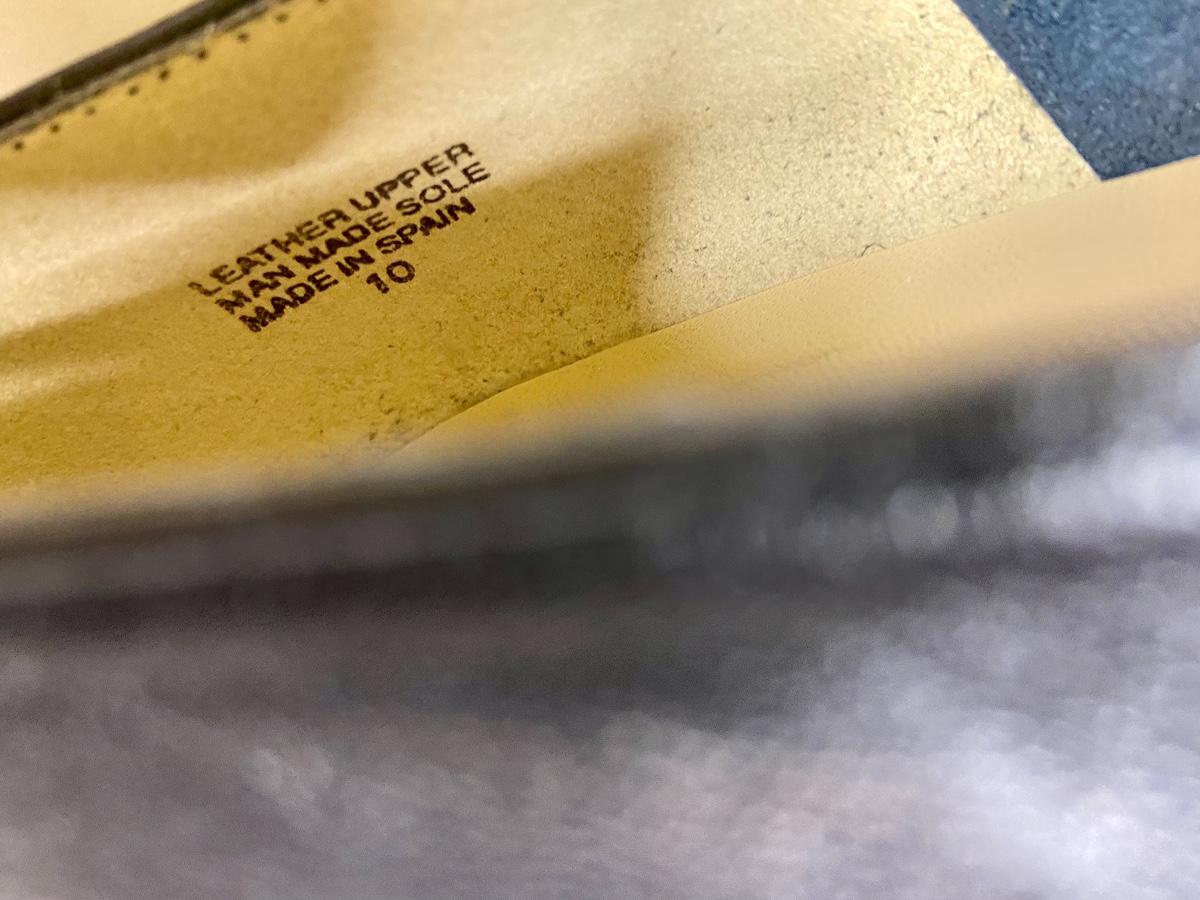 LEATHER UPPER
MAN MADE SOLE
MADE IN SPAIN
10